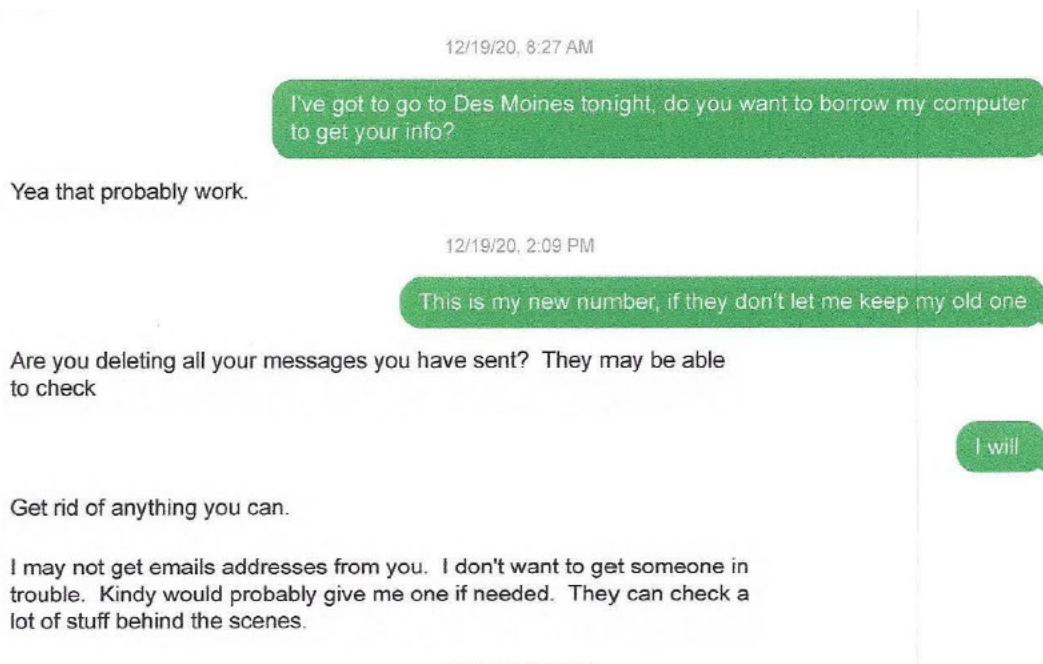 12/19/20, 8:27 AM
I've got to go to Des Moines tonight, do you want to borrow my computer
to get your info?
Yea that probably work.
12/19/20, 2:09 PM
This is my new number, if they don't let me keep my old one
Are you deleting all your messages you have sent? They may be able
to check
I will
Get rid of anything you can.
I may not get emails addresses from you. I don't want to get someone in
trouble. Kindy would probably give me one if needed. They can check a
lot of stuff behind the scenes.